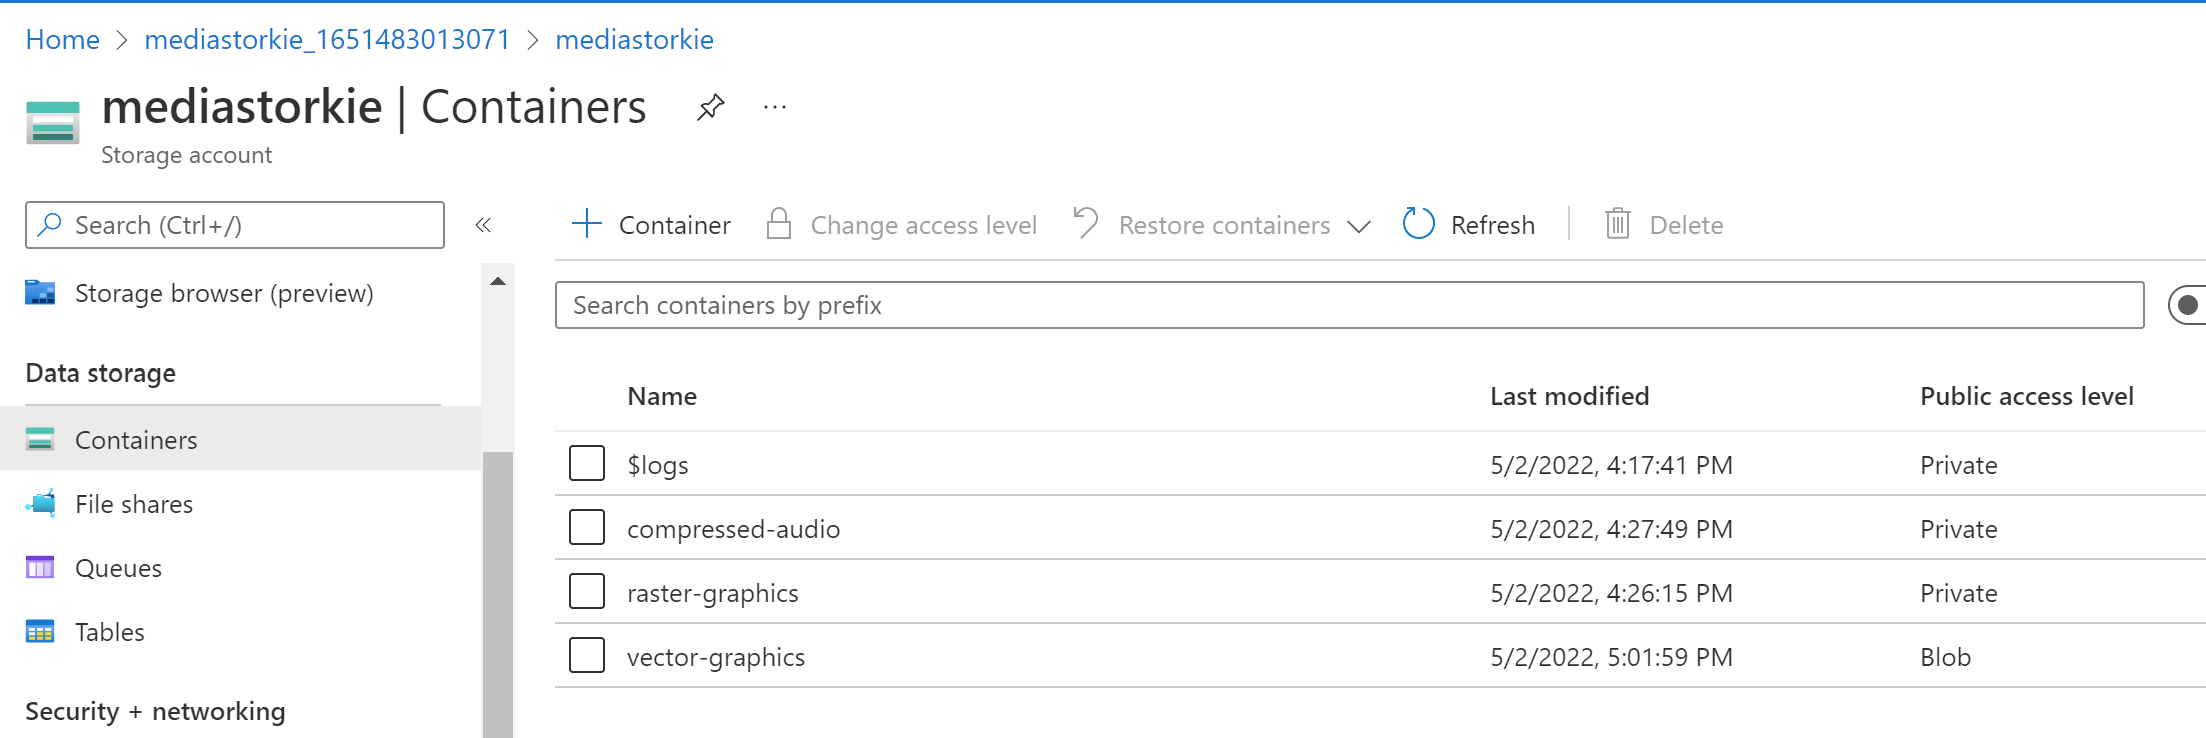 Home > mediastorkie_1651483013071 > mediastorkie
mediastorkie | Containers ...
Storage account
Search (Ctrl+/) «
Storage browser (preview)
Data storage
Containers
File shares
Queues
Tables
Security + networking
+ Container Change access level Restore containers Refresh Delete
Search containers by prefix
Name Last modified Public access level
$logs 5/2/2022, 4:17:41 PM Private
compressed-audio 5/2/2022, 4:27:49 PM Private
raster-graphics 5/2/2022, 4:26:15 PM Private
vector-graphics 5/2/2022, 5:01:59 PM Blob